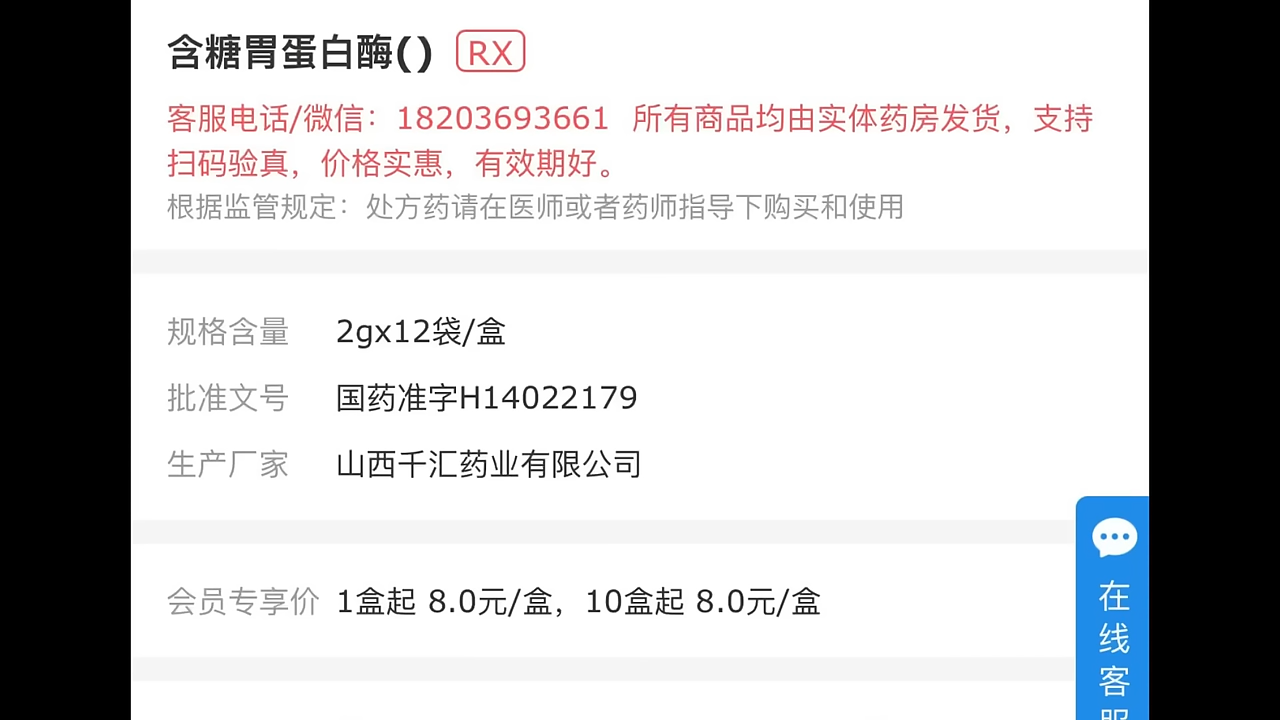 含糖胃蛋白酶() RX
客服电话/微信：18203693661 所有商品均由实体药房发货，支持
扫码验真，价格实惠，有效期好。
根据监管规定：处方药请在医师或者药师指导下购买和使用
规格含量 2gx12袋/盒
批准文号 国药准字H14022179
生产厂家 山西千汇药业有限公司
会员专享价 1盒起 8.0元/盒，10盒起 8.0元/盒
在
线
客
服